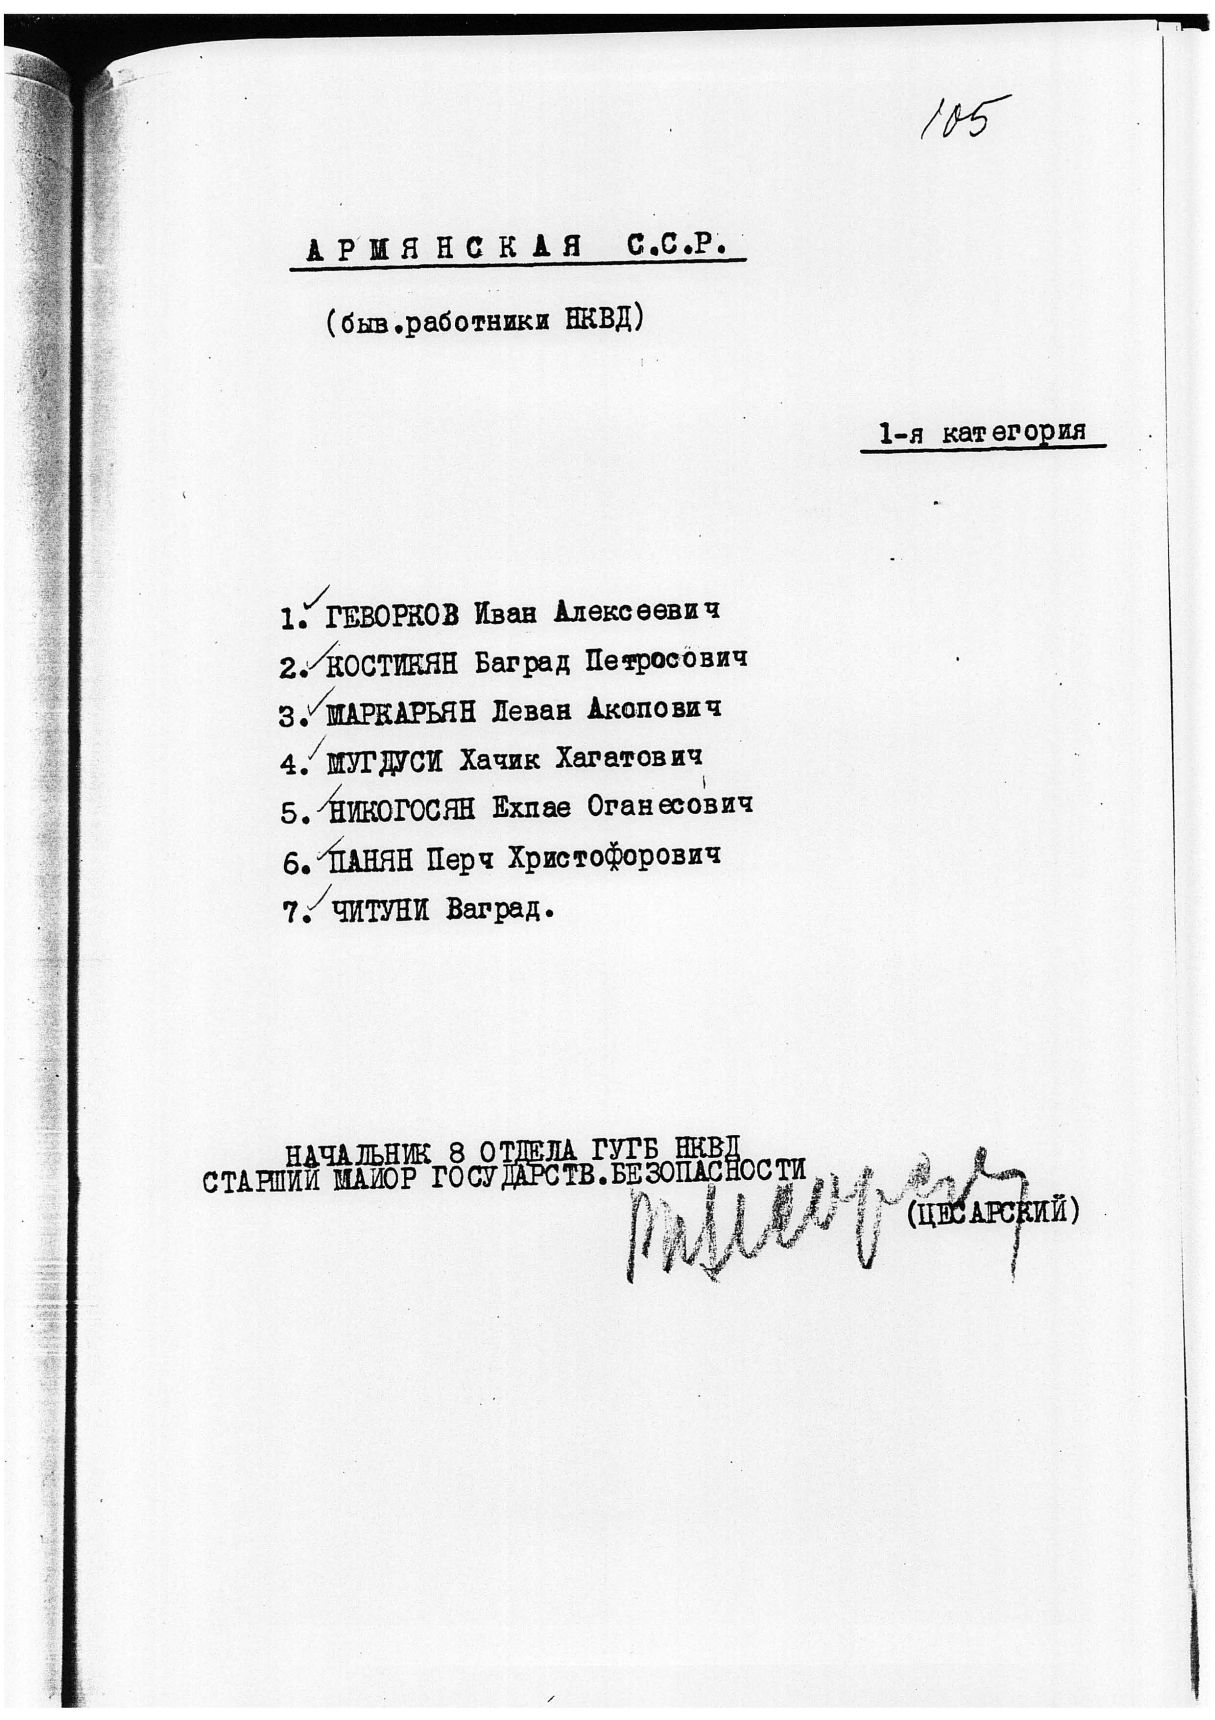 105
АРМЯНСКАЯ С.С.Р.
(быв.работники НКВД)
1-я категория
1. ГЕВОРКОВ Иван Алексеевич
2. КОСТИКЯН Баград Петросович
3. МАРКАРЬЯН Леван Акопович
4. МУГДУСИ Хачик Хагатович
5. НИКОГОСЯН Ехпае Оганесович
6. ПАНЯН Перч Христофорович
7. ЧИТУНИ Ваград.
НАЧАЛЬНИК 8 ОТДЕЛА ГУГБ НКВД
СТАРШИЙ МАЙОР ГОСУДАРСТВ.БЕЗОПАСНОСТИ
(ЦЕСАРСКИЙ)